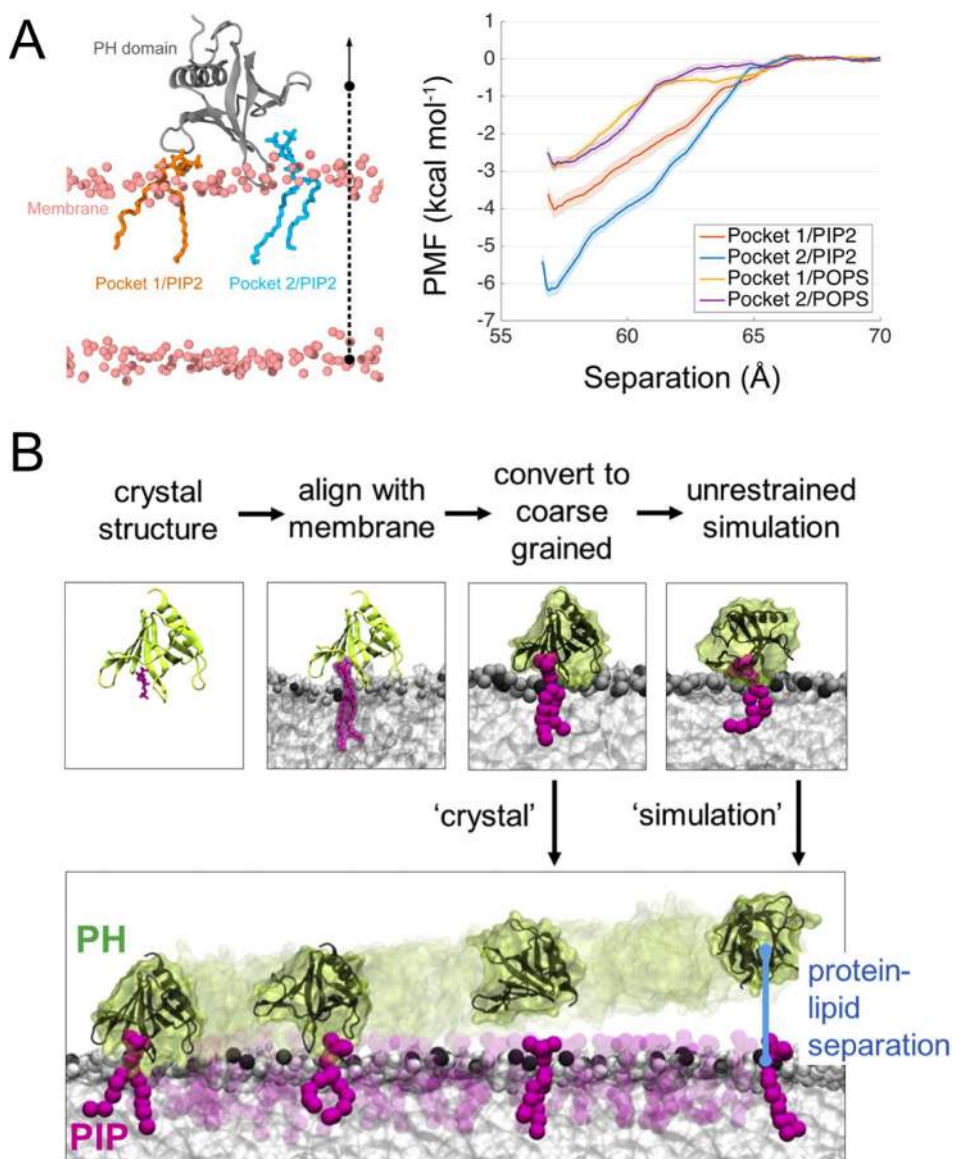 A
PH domain
Membrane
Pocket 1/PIP2
Pocket 2/PIP2
PMF (kcal mol⁻¹)
1
0
-1
-2
-3
-4
-5
-6
-7
55
60
65
70
Separation (Å)
Pocket 1/PIP2
Pocket 2/PIP2
Pocket 1/POPS
Pocket 2/POPS
B
crystal
structure
align with
membrane
convert to
coarse
grained
unrestrained
simulation
‘crystal’
‘simulation’
PH
PIP
protein-
lipid
separation